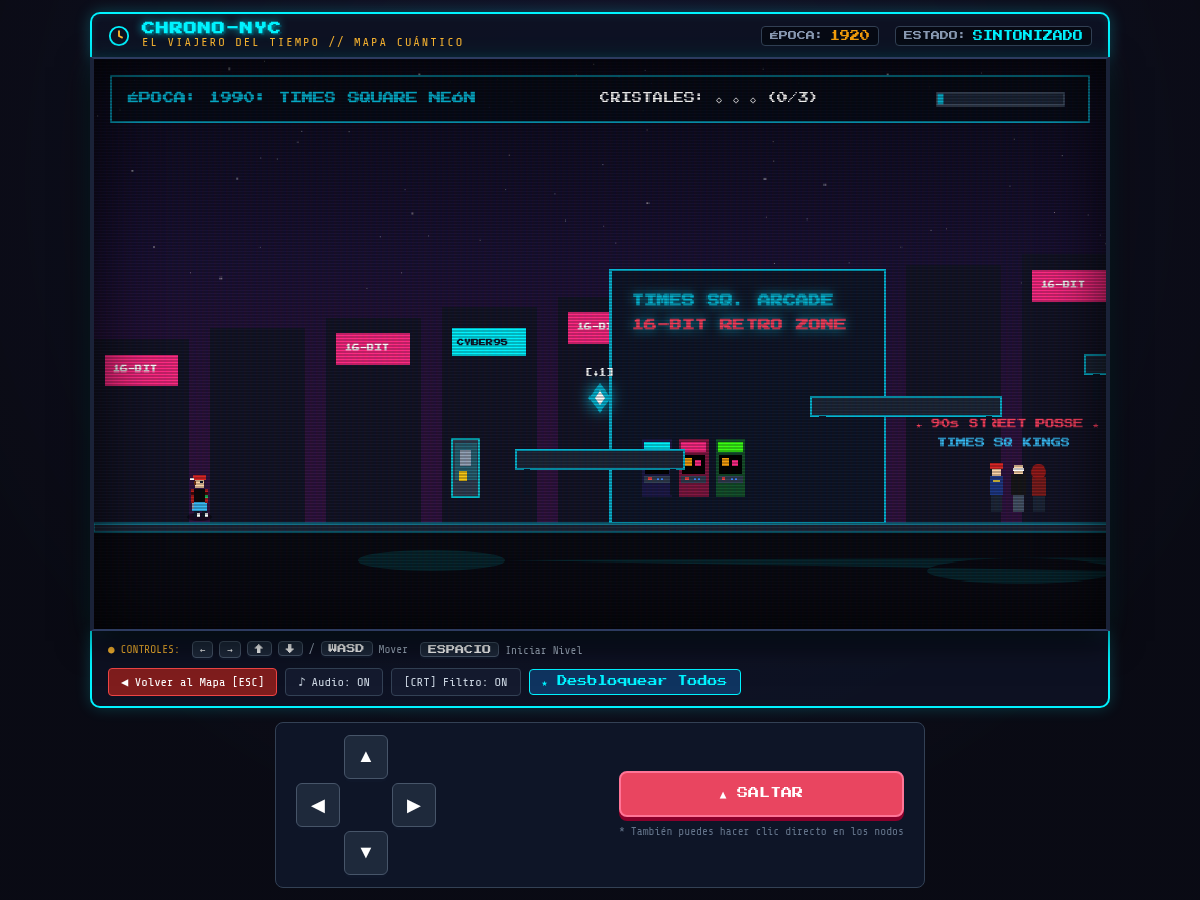 CHRONO-NYC
EL VIAJERO DEL TIEMPO // MAPA CUÁNTICO
éPOCA: 1920
ESTADO: SINTONIZADO
éPOCA: 1990: TIMES SQUARE NEóN
CRISTALES: ◇ ◇ ◇ (0/3)
TIMES SQ. ARCADE
16-BIT RETRO ZONE
16-BIT
16-BIT
CYBER95
16-BI
16-BIT
[+1]
90s STREET POSSE
TIMES SQ KINGS
● CONTROLES: ← → ↑ ↓ / WASD Mover ESPACIO Iniciar Nivel
◀ Volver al Mapa [ESC]
♪ Audio: ON
[CRT] Filtro: ON
★ Desbloquear Todos
▲
◀ ▶
▼
▲ SALTAR
* También puedes hacer clic directo en los nodos